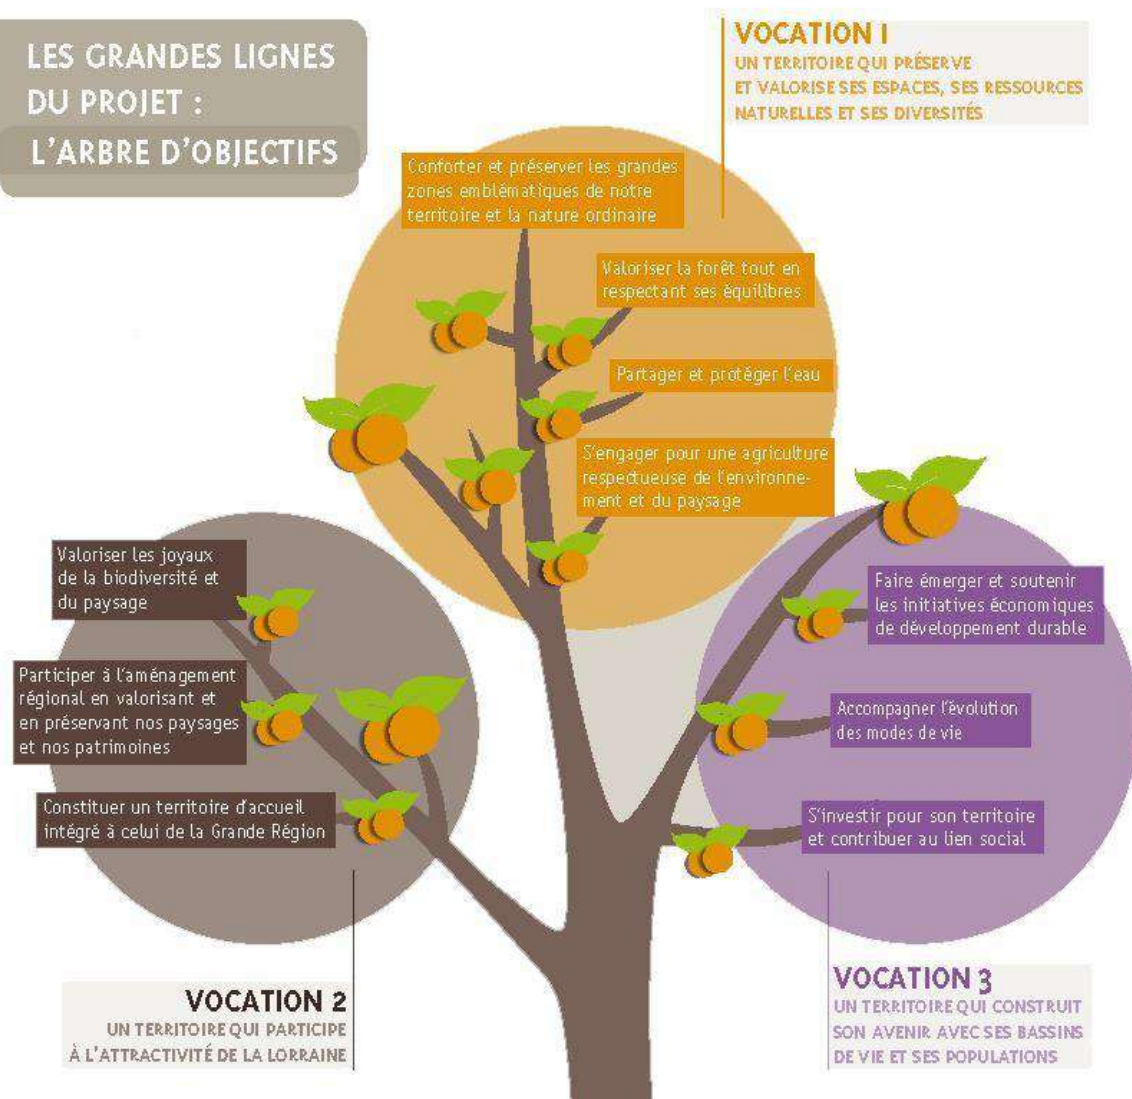 LES GRANDES LIGNES
DU PROJET :
L'ARBRE D'OBJECTIFS
VOCATION 1
UN TERRITOIRE QUI PRÉSERVE
ET VALORISE SES ESPACES, SES RESSOURCES
NATURELLES ET SES DIVERSITÉS
Conforter et préserver les grandes
zones emblématiques de notre
territoire et la nature ordinaire
Valoriser la forêt tout en
respectant ses équilibres
Partager et protéger l'eau
S'engager pour une agriculture
respectueuse de l'environne-
ment et du paysage
Valoriser les joyaux
de la biodiversité et
du paysage
Participer à l'aménagement
régional en valorisant et
en préservant nos paysages
et nos patrimoines
Constituer un territoire d'accueil
intégré à celui de la Grande Région
VOCATION 2
UN TERRITOIRE QUI PARTICIPE
À L'ATTRACTIVITÉ DE LA LORRAINE
Faire émerger et soutenir
les initiatives économiques
de développement durable
Accompagner l'évolution
des modes de vie
S'investir pour son territoire
et contribuer au lien social
VOCATION 3
UN TERRITOIRE QUI CONSTRUIT
SON AVENIR AVEC SES BASSINS
DE VIE ET SES POPULATIONS